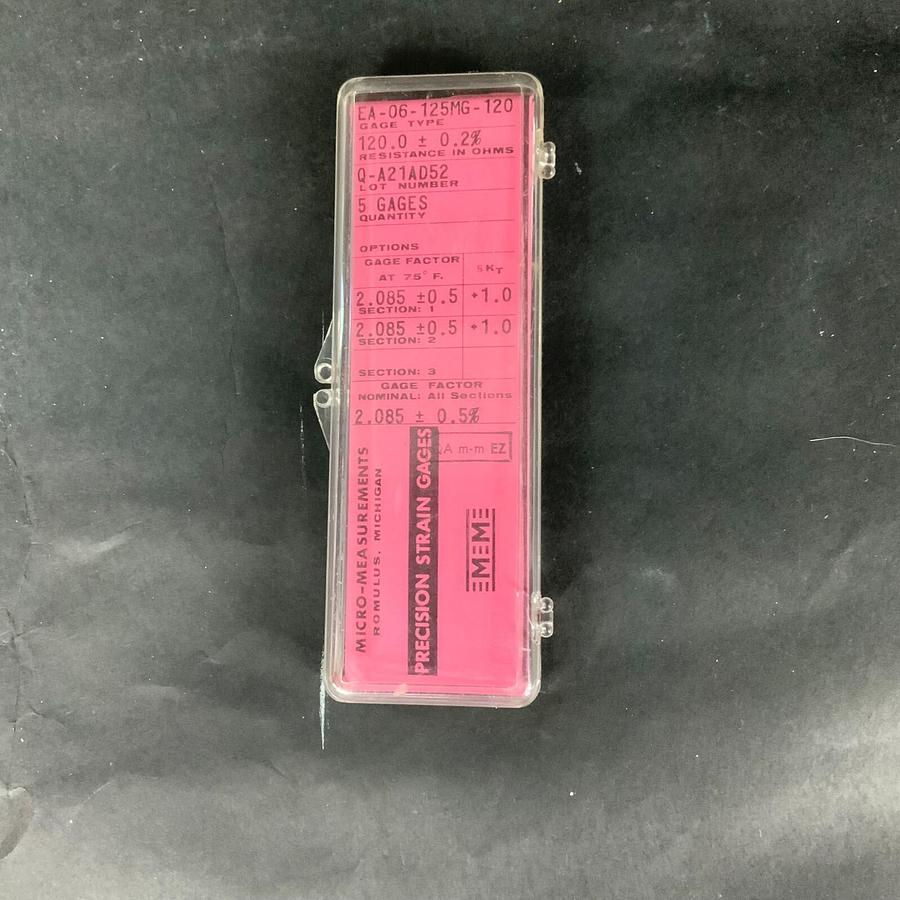 EA-06-125MG-120
GAGE TYPE
120.0 ± 0.2%
RESISTANCE IN OHMS
Q-A21AD52
LOT NUMBER
5 GAGES
QUANTITY
OPTIONS
GAGE FACTOR
AT 75° F.
KT
2.085 ±0.5 +1.0
SECTION: 1
2.085 ±0.5 +1.0
SECTION: 2
SECTION: 3
GAGE FACTOR
NOMINAL: All Sections
2.085 ± 0.5%
QA m-m EZ
MICRO-MEASUREMENTS
ROMULUS, MICHIGAN
PRECISION STRAIN GAGES
M-M